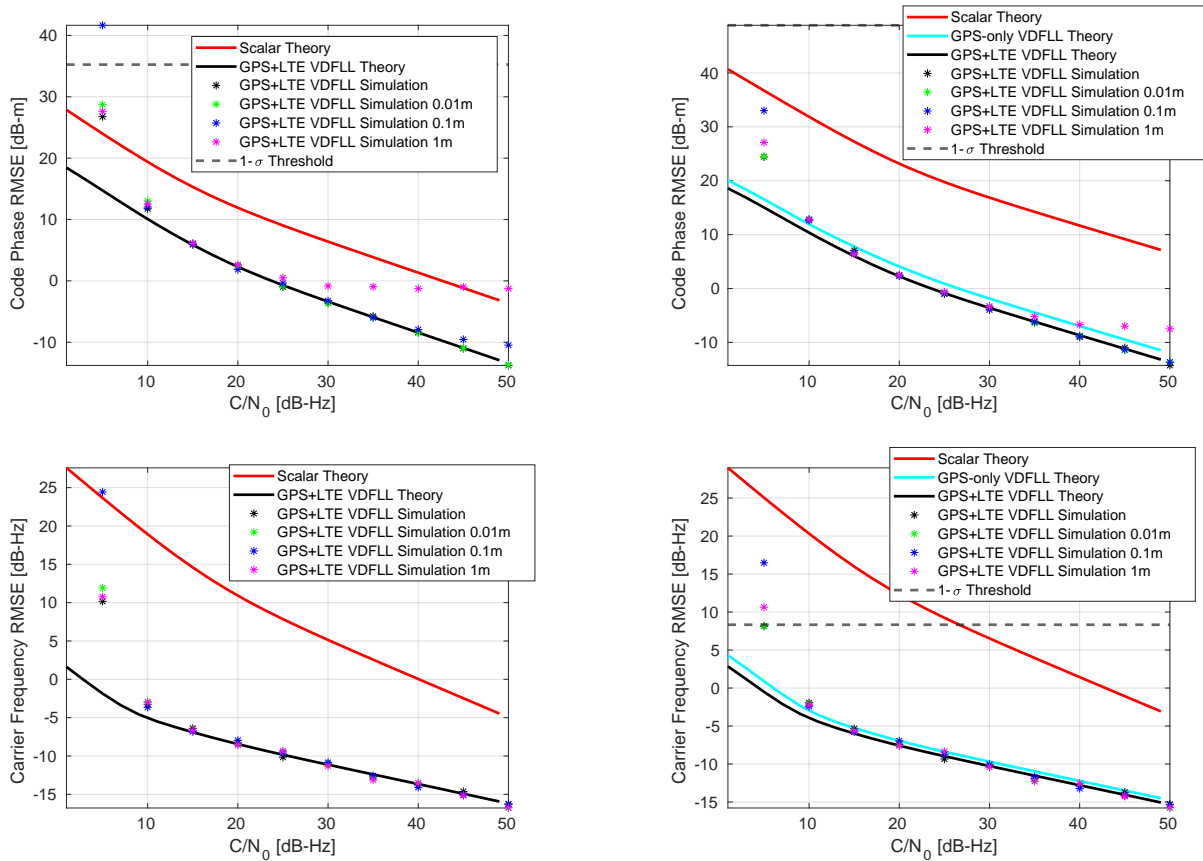 Code Phase RMSE [dB-m]
40
30
20
10
0
-10
10
20
30
40
50
C/N0 [dB-Hz]
Scalar Theory
GPS+LTE VDFLL Theory
GPS+LTE VDFLL Simulation
GPS+LTE VDFLL Simulation 0.01m
GPS+LTE VDFLL Simulation 0.1m
GPS+LTE VDFLL Simulation 1m
1-σ Threshold
Code Phase RMSE [dB-m]
40
30
20
10
0
-10
10
20
30
40
50
C/N0 [dB-Hz]
Scalar Theory
GPS-only VDFLL Theory
GPS+LTE VDFLL Theory
GPS+LTE VDFLL Simulation
GPS+LTE VDFLL Simulation 0.01m
GPS+LTE VDFLL Simulation 0.1m
GPS+LTE VDFLL Simulation 1m
1-σ Threshold
Carrier Frequency RMSE [dB-Hz]
25
20
15
10
5
0
-5
-10
-15
10
20
30
40
50
C/N0 [dB-Hz]
Scalar Theory
GPS+LTE VDFLL Theory
GPS+LTE VDFLL Simulation
GPS+LTE VDFLL Simulation 0.01m
GPS+LTE VDFLL Simulation 0.1m
GPS+LTE VDFLL Simulation 1m
Carrier Frequency RMSE [dB-Hz]
25
20
15
10
5
0
-5
-10
-15
10
20
30
40
50
C/N0 [dB-Hz]
Scalar Theory
GPS-only VDFLL Theory
GPS+LTE VDFLL Theory
GPS+LTE VDFLL Simulation
GPS+LTE VDFLL Simulation 0.01m
GPS+LTE VDFLL Simulation 0.1m
GPS+LTE VDFLL Simulation 1m
1-σ Threshold